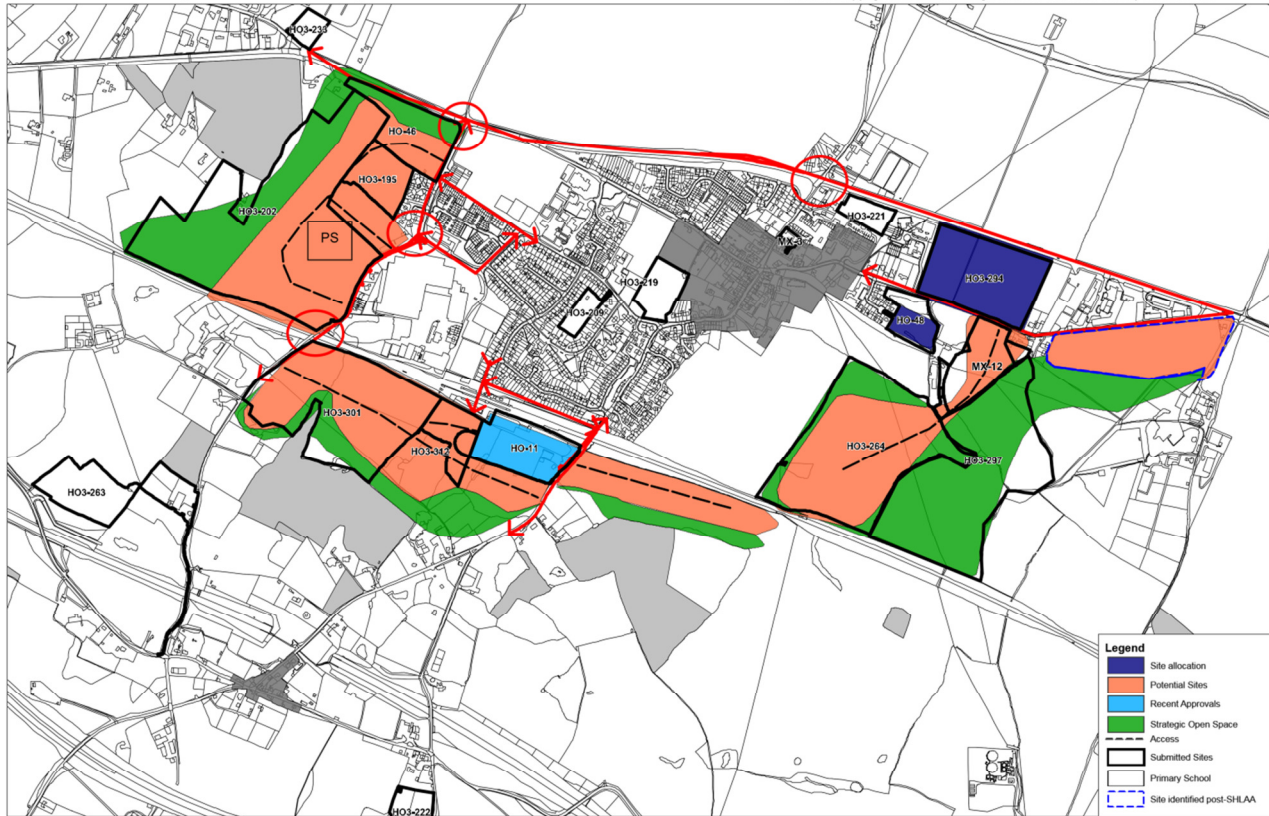 HO3-233
HO-46
HO3-195
HO3-202
PS
HO3-221
MX-3
HO3-294
HO3-219
HO3-209
HO-48
MX-12
HO3-301
HO3-264
HO3-312
HO-11
HO3-297
HO3-263
HO3-222
Legend
Site allocation
Potential Sites
Recent Approvals
Strategic Open Space
Access
Submitted Sites
Primary School
Site identified post-SHLAA